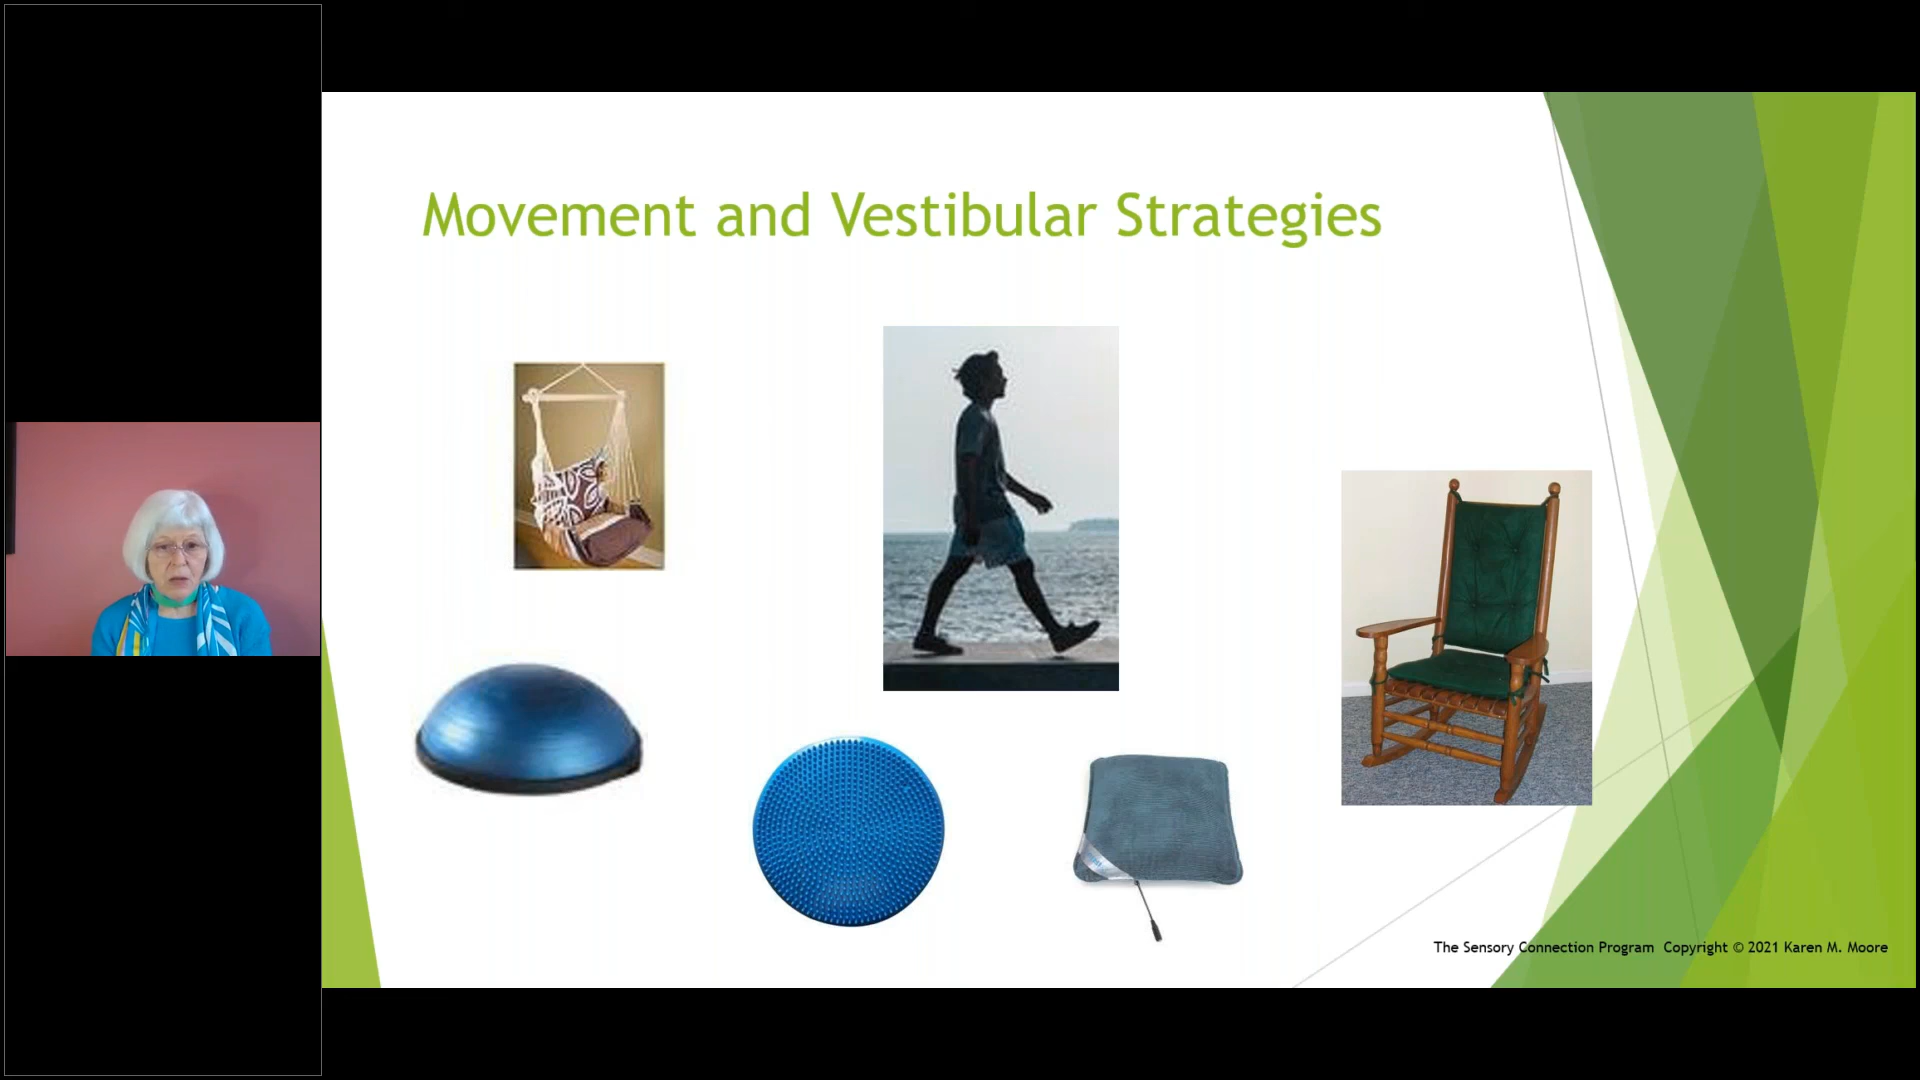 Movement and Vestibular Strategies
The Sensory Connection Program Copyright © 2021 Karen M. Moore